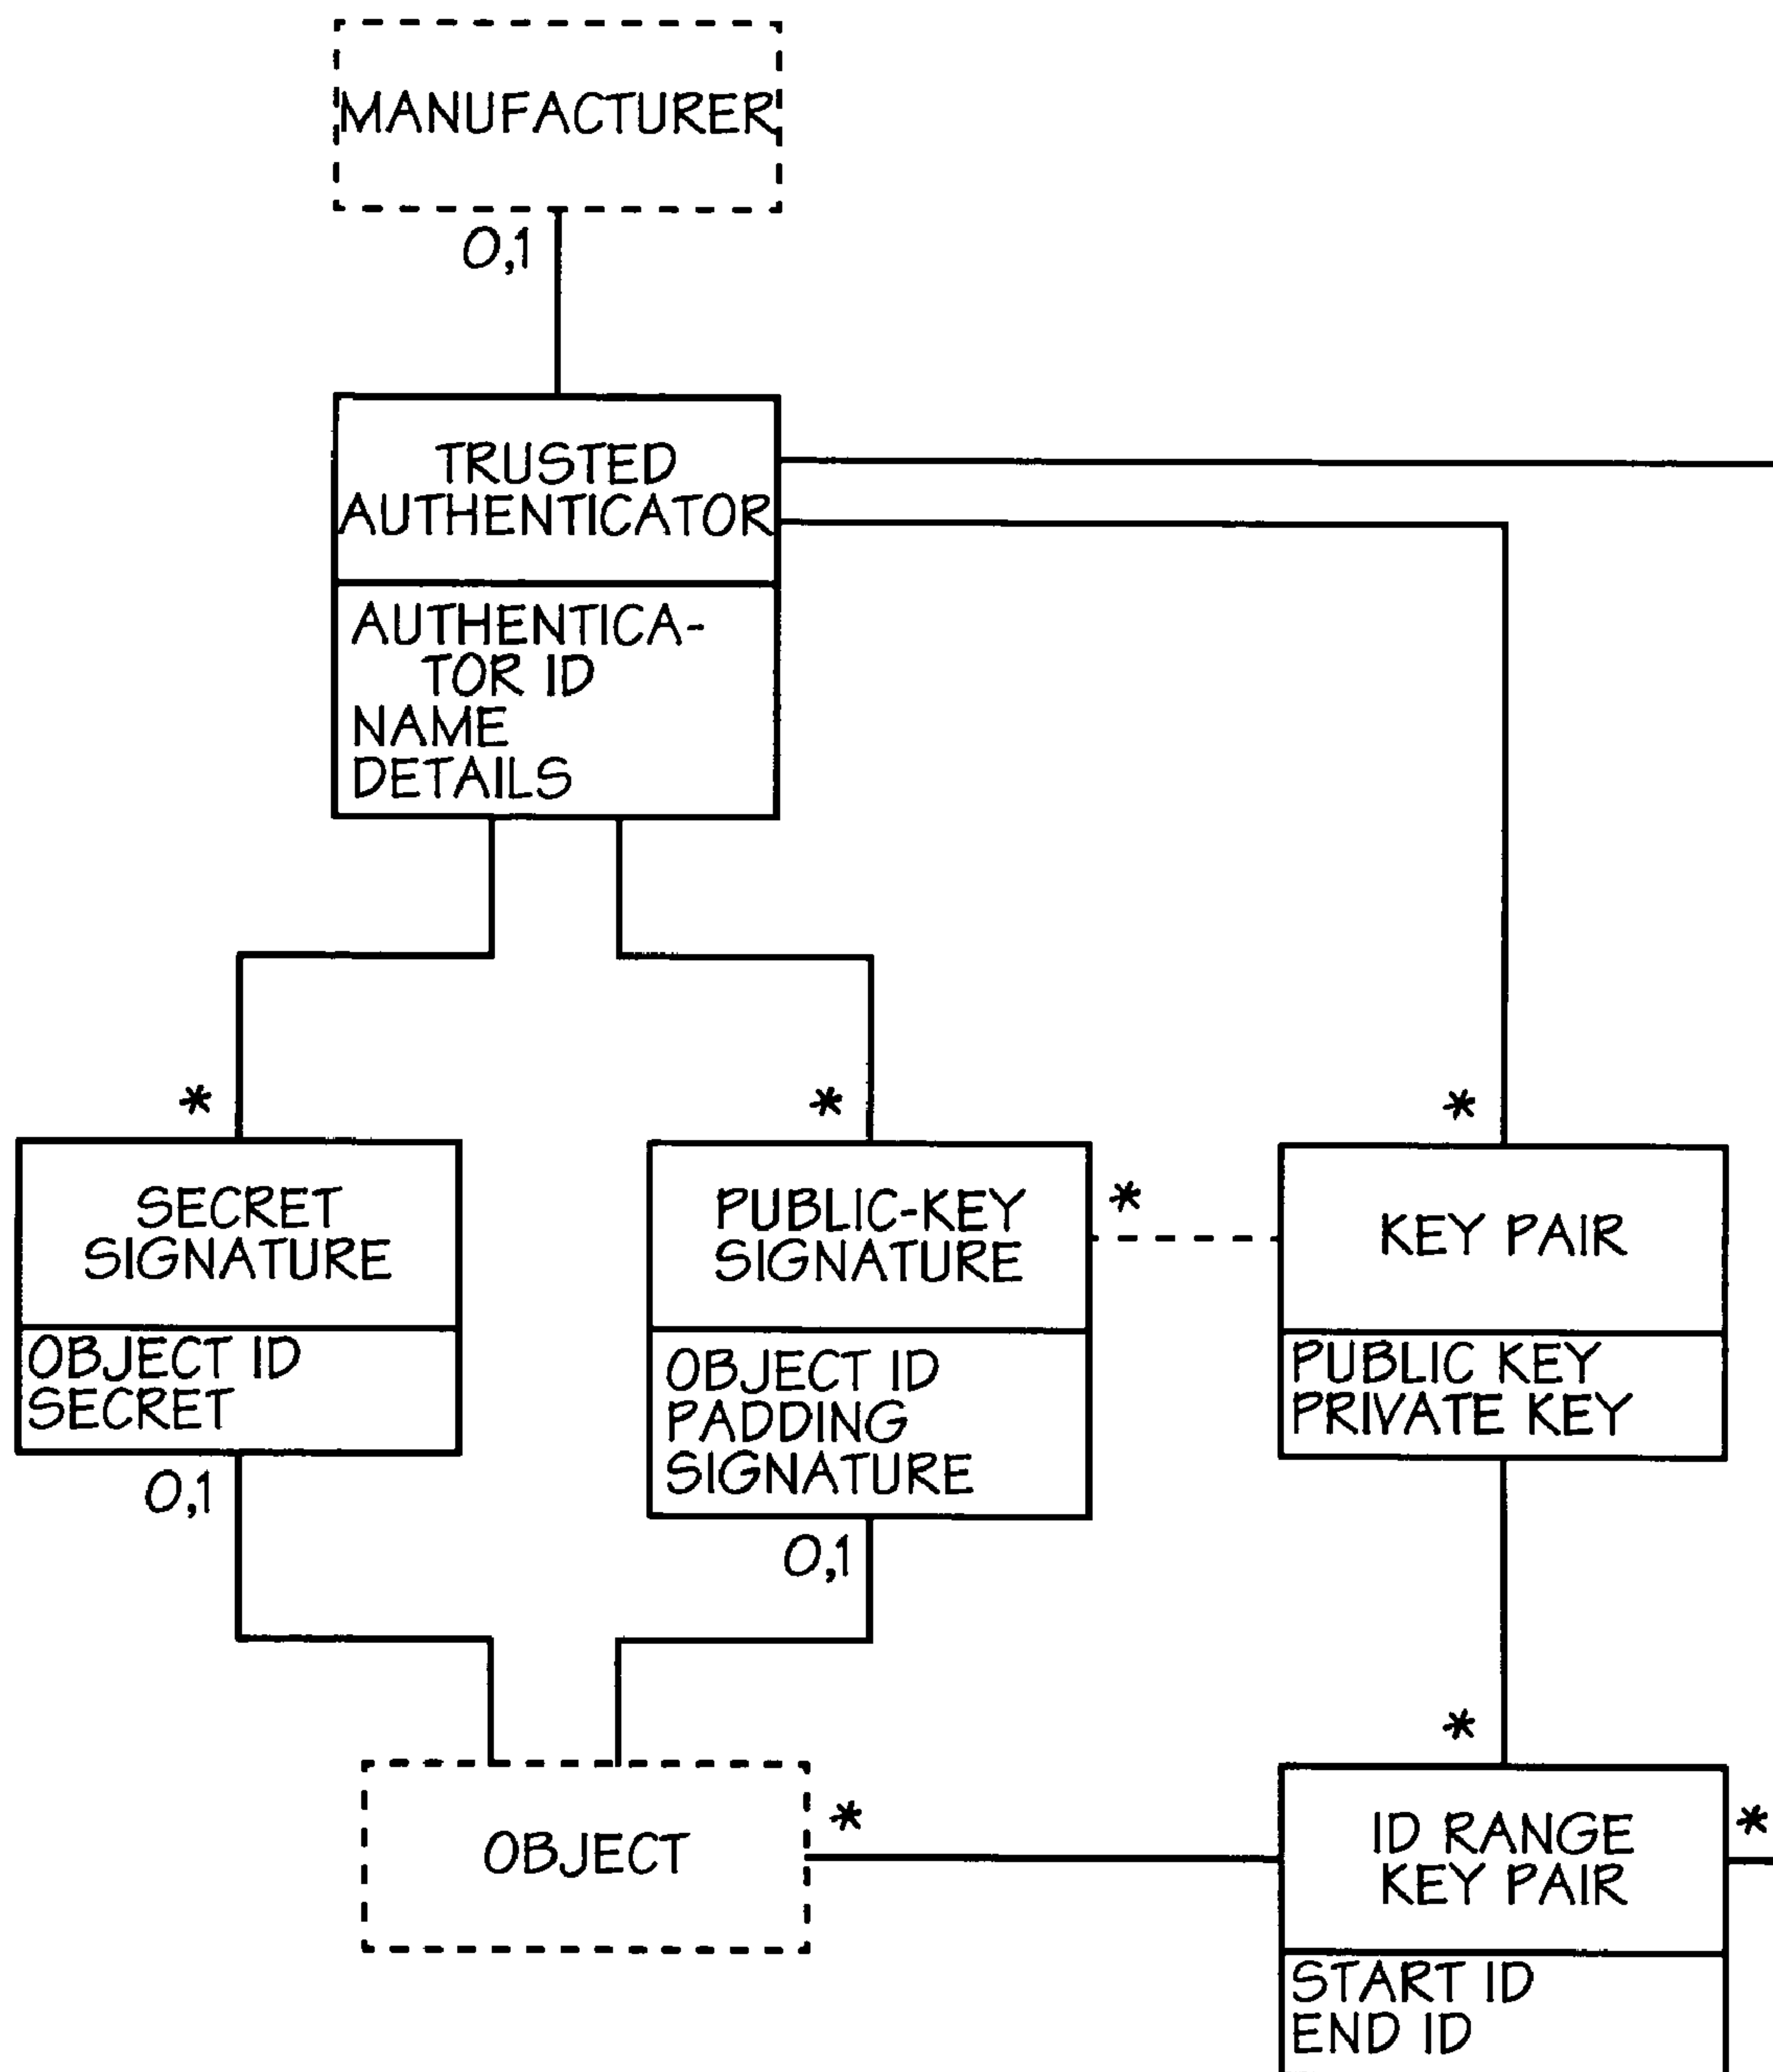 MANUFACTURER
0,1
TRUSTED
AUTHENTICATOR
AUTHENTICA-
TOR ID
NAME
DETAILS
*
*
*
SECRET
SIGNATURE
OBJECT ID
SECRET
0,1
PUBLIC-KEY
SIGNATURE
*
OBJECT ID
PADDING
SIGNATURE
0,1
KEY PAIR
PUBLIC KEY
PRIVATE KEY
*
OBJECT
*
ID RANGE
KEY PAIR
*
START ID
END ID